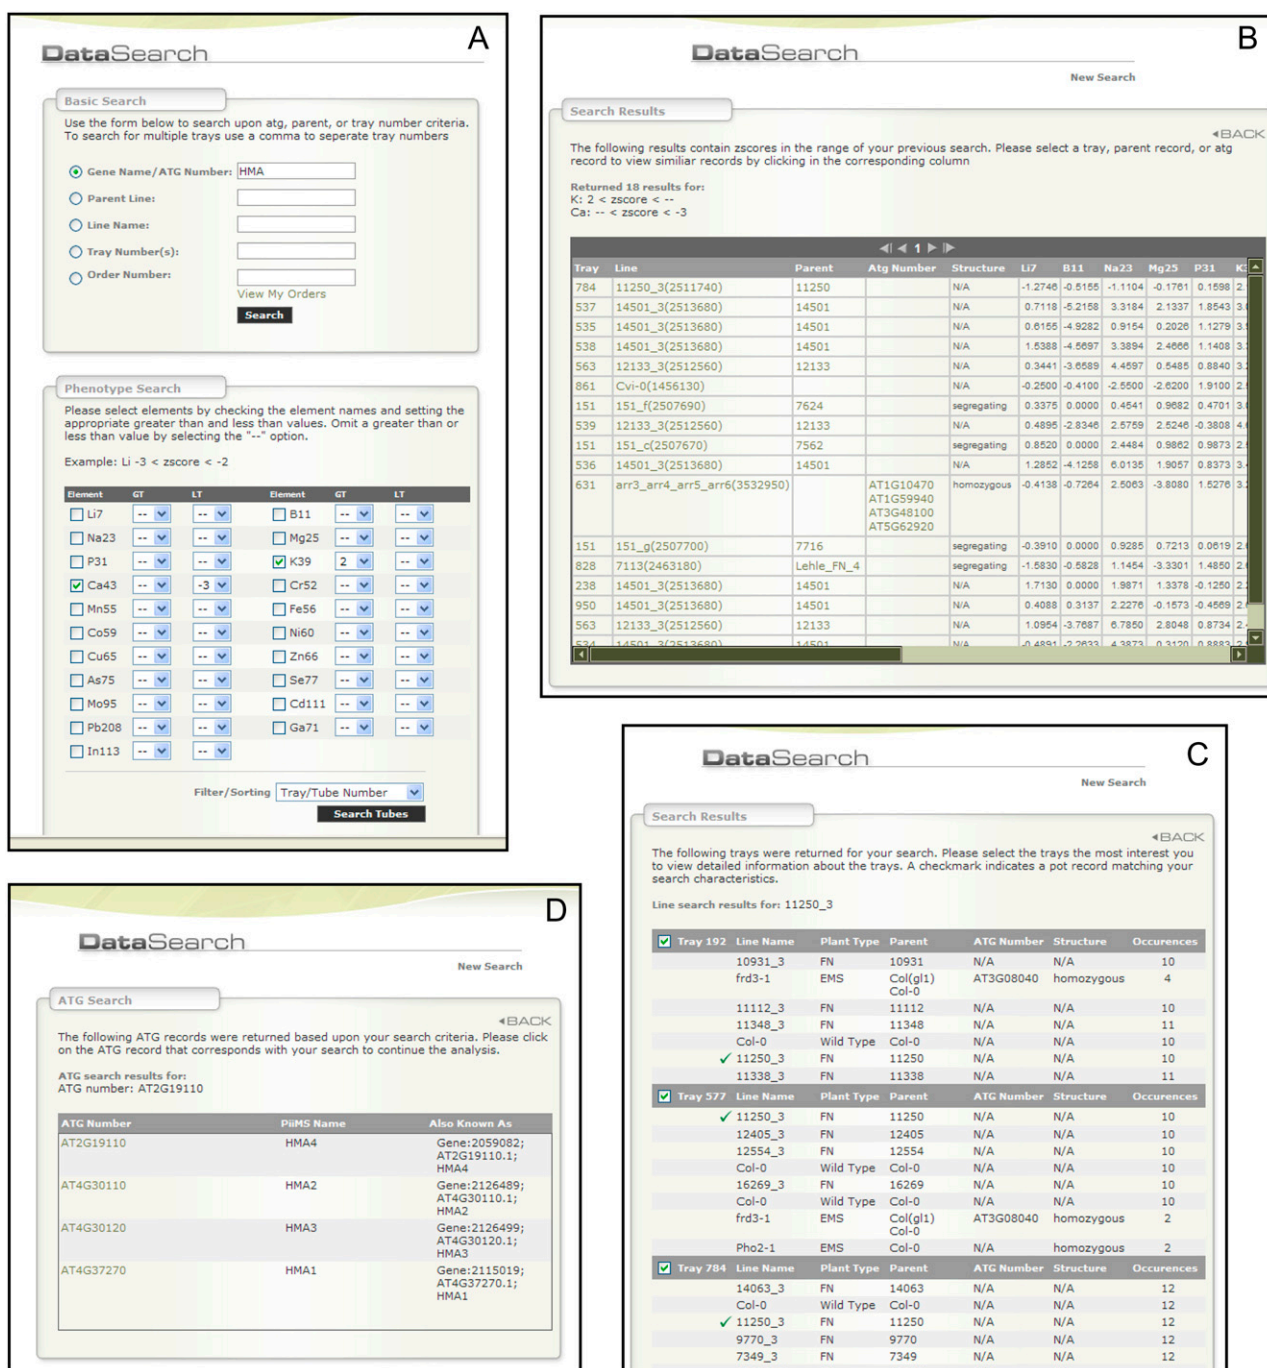 A
DataSearch
Basic Search
Use the form below to search upon atg, parent, or tray number criteria.
To search for multiple trays use a comma to seperate tray numbers
Gene Name/ATG Number: HMA
Parent Line:
Line Name:
Tray Number(s):
Order Number:
View My Orders
Search
Phenotype Search
Please select elements by checking the element names and setting the
appropriate greater than and less than values. Omit a greater than or
less than value by selecting the "--" option.
Example: Li -3 < zscore < -2
Element GT LT Element GT LT
Li7 -- -- B11 -- --
Na23 -- -- Mg25 -- --
P31 -- -- K39 2 --
Ca43 -- -3 Cr52 -- --
Mn55 -- -- Fe56 -- --
Co59 -- -- Ni60 -- --
Cu65 -- -- Zn66 -- --
As75 -- -- Se77 -- --
Mo95 -- -- Cd111 -- --
Pb208 -- -- Ga71 -- --
In113 -- --
Filter/Sorting Tray/Tube Number
Search Tubes
B
DataSearch
New Search
Search Results
BACK
The following results contain zscores in the range of your previous search. Please select a tray, parent record, or atg
record to view similiar records by clicking in the corresponding column
Returned 18 results for:
K: 2 < zscore < --
Ca: -- < zscore < -3
1
Tray Line Parent Atg Number Structure Li7 B11 Na23 Mg25 P31
784 11250_3(2511740) 11250 N/A -1.2746 -0.5155 -1.1104 -0.1761 0.1598
537 14501_3(2513680) 14501 N/A 0.7118 -5.2158 3.3184 2.1337 1.8543
535 14501_3(2513680) 14501 N/A 0.6155 -4.9282 0.9154 0.2026 1.1279
538 14501_3(2513680) 14501 N/A 1.5388 -4.5697 3.3894 2.4666 1.1408
563 12133_3(2512560) 12133 N/A 0.3441 -3.6589 4.4597 0.5485 0.8840
861 Cvi-0(1456130) N/A -0.2500 -0.4100 -2.5500 -2.6200 1.9100
151 151_f(2507690) 7624 segregating 0.3375 0.0000 0.4541 0.9682 0.4701
539 12133_3(2512560) 12133 N/A 0.4895 -2.8346 2.5759 2.5246 -0.3808
151 151_c(2507670) 7562 segregating 0.8520 0.0000 2.4484 0.9862 0.9873
536 14501_3(2513680) 14501 N/A 1.2852 -4.1258 6.0135 1.9057 0.8373
631 arr3_arr4_arr5_arr6(3532950) AT1G10470 homozygous -0.4138 -0.7264 2.5063 -3.8080 1.5276
AT1G59940
AT3G48100
AT5G62920
151 151_g(2507700) 7716 segregating -0.3910 0.0000 0.9285 0.7213 0.0619
828 7113(2463180) Lehle_FN_4 segregating -1.5830 -0.5828 1.1454 -3.3301 1.4850
238 14501_3(2513680) 14501 N/A 1.7130 0.0000 1.9871 1.3378 -0.1250
950 14501_3(2513680) 14501 N/A 0.4088 0.3137 2.2276 -0.1573 -0.4569
563 12133_3(2512560) 12133 N/A 1.0954 -3.7687 6.7850 2.8048 0.8734
534 14501_3(2513680) 14501 N/A -0.4891 -2.2633 4.3873 0.3120 0.8883
C
DataSearch
New Search
Search Results
BACK
The following trays were returned for your search. Please select the trays the most interest you
to view detailed information about the trays. A checkmark indicates a pot record matching your
search characteristics.
Line search results for: 11250_3
Tray 192 Line Name Plant Type Parent ATG Number Structure Occurences
10931_3 FN 10931 N/A N/A 10
frd3-1 EMS Col(gl1) AT3G08040 homozygous 4
Col-0
11112_3 FN 11112 N/A N/A 10
11348_3 FN 11348 N/A N/A 11
Col-0 Wild Type Col-0 N/A N/A 10
✓ 11250_3 FN 11250 N/A N/A 10
11338_3 FN 11338 N/A N/A 11
Tray 577 Line Name Plant Type Parent ATG Number Structure Occurences
✓ 11250_3 FN 11250 N/A N/A 10
12405_3 FN 12405 N/A N/A 10
12554_3 FN 12554 N/A N/A 10
Col-0 Wild Type Col-0 N/A N/A 10
16269_3 FN 16269 N/A N/A 10
Col-0 Wild Type Col-0 N/A N/A 10
frd3-1 EMS Col(gl1) AT3G08040 homozygous 2
Col-0
Pho2-1 EMS Col-0 N/A homozygous 2
Tray 784 Line Name Plant Type Parent ATG Number Structure Occurences
14063_3 FN 14063 N/A N/A 12
Col-0 Wild Type Col-0 N/A N/A 12
✓ 11250_3 FN 11250 N/A N/A 12
9770_3 FN 9770 N/A N/A 12
7349_3 FN 7349 N/A N/A 12
D
DataSearch
New Search
ATG Search
BACK
The following ATG records were returned based upon your search criteria. Please click
on the ATG record that corresponds with your search to continue the analysis.
ATG search results for:
ATG number: AT2G19110
ATG Number PiiMS Name Also Known As
AT2G19110 HMA4 Gene:2059082;
AT2G19110.1;
HMA4
AT4G30110 HMA2 Gene:2126489;
AT4G30110.1;
HMA2
AT4G30120 HMA3 Gene:2126499;
AT4G30120.1;
HMA3
AT4G37270 HMA1 Gene:2115019;
AT4G37270.1;
HMA1